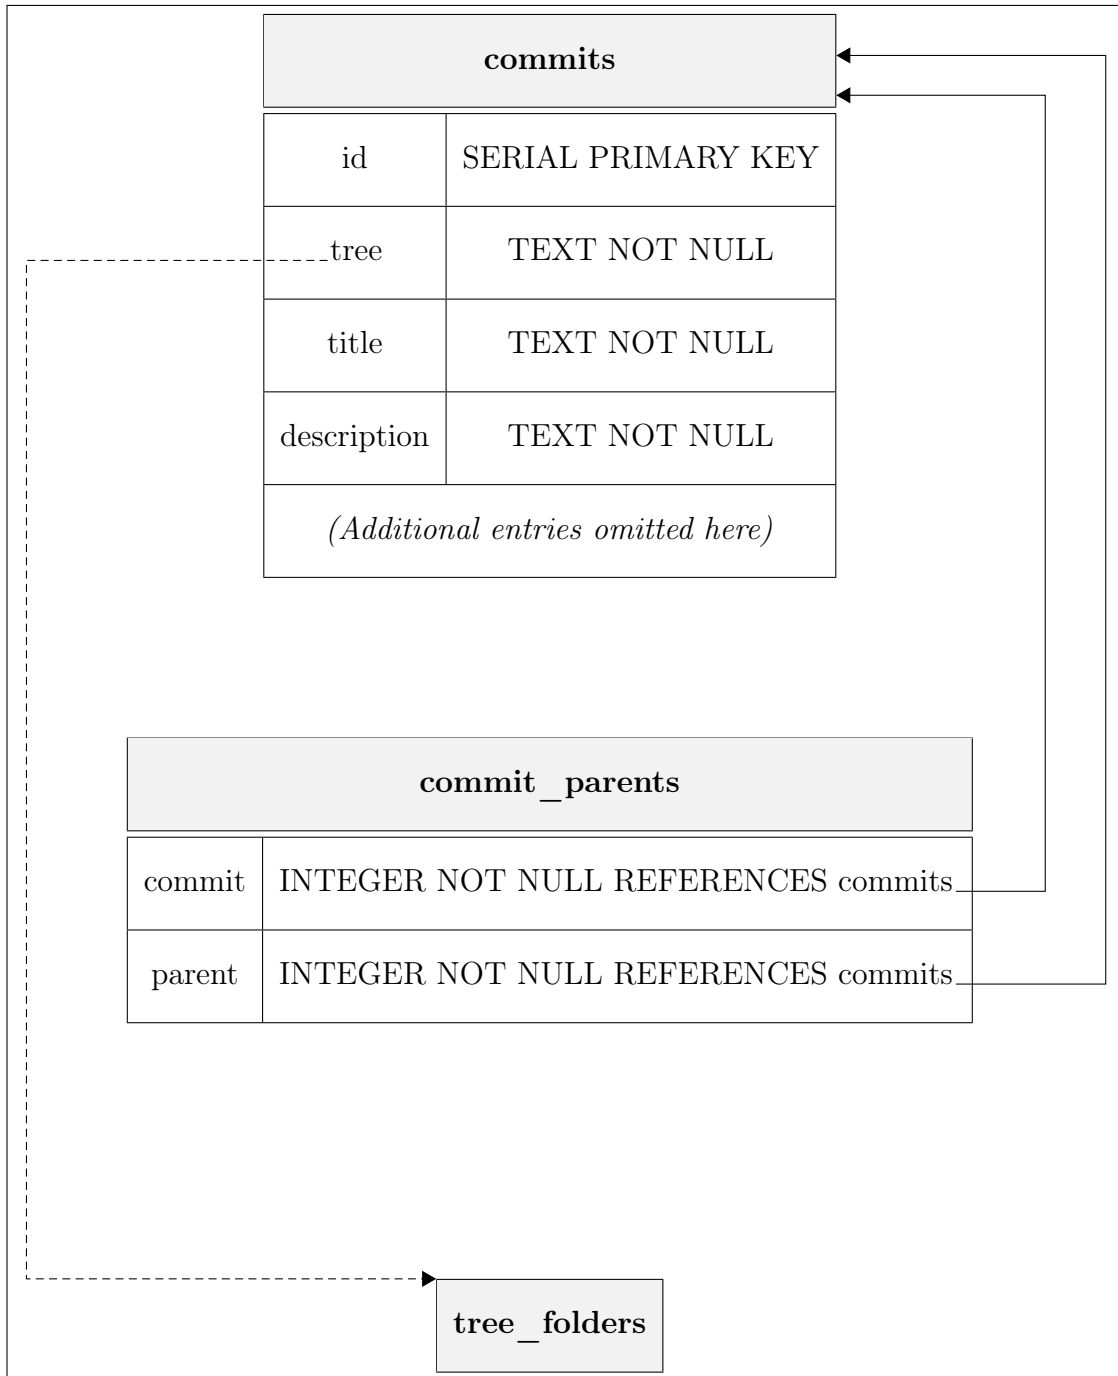 commits
id SERIAL PRIMARY KEY
tree TEXT NOT NULL
title TEXT NOT NULL
description TEXT NOT NULL
(Additional entries omitted here)
commit_parents
commit INTEGER NOT NULL REFERENCES commits
parent INTEGER NOT NULL REFERENCES commits
tree_folders